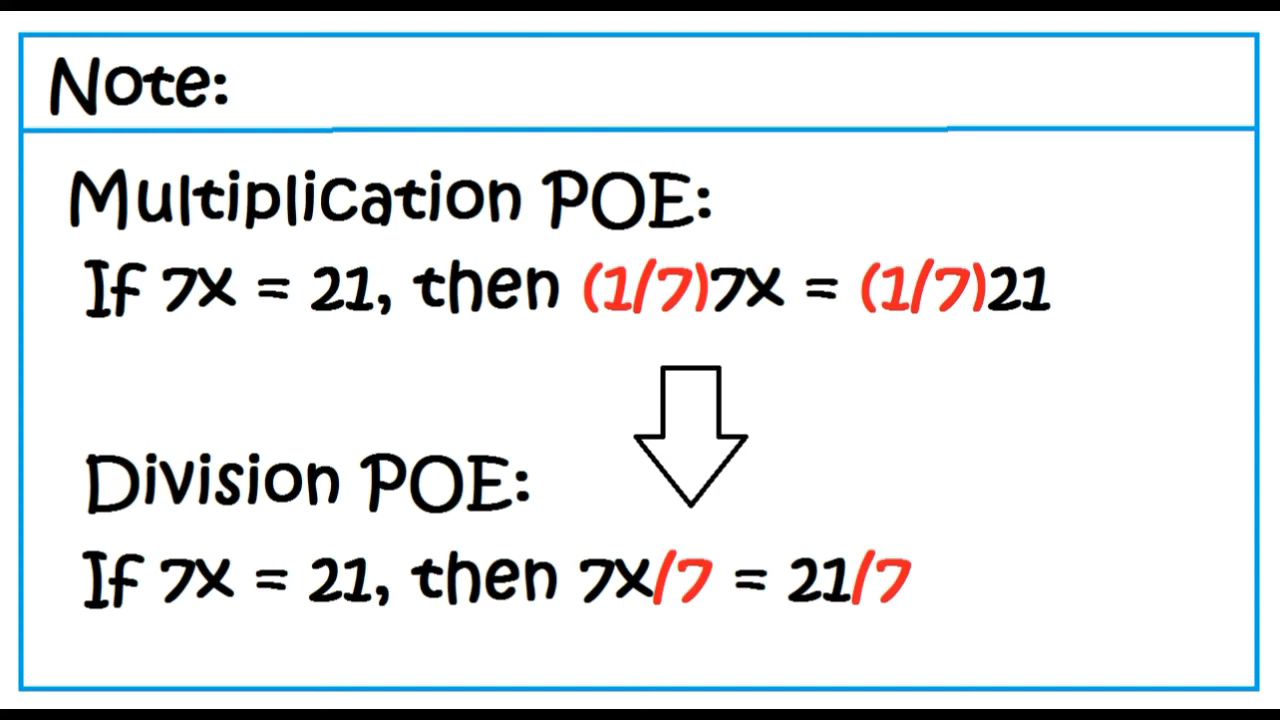 Note:
Multiplication POE:
If 7x = 21, then (1/7)7x = (1/7)21
Division POE:
If 7x = 21, then 7x/7 = 21/7